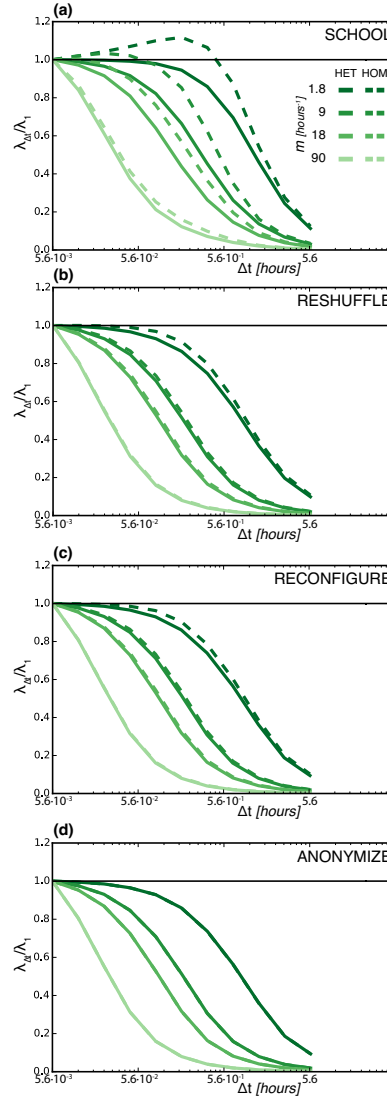 (a)
SCHOOL
1.2
1.0
0.8
0.6
0.4
0.2
0.0
λΔt/λ1
HET HOM
m [hours⁻¹]
1.8
9
18
90
5.6·10⁻³ 5.6·10⁻² 5.6·10⁻¹ 5.6
Δt [hours]
(b)
RESHUFFLE
1.2
1.0
0.8
0.6
0.4
0.2
0.0
λΔt/λ1
5.6·10⁻³ 5.6·10⁻² 5.6·10⁻¹ 5.6
Δt [hours]
(c)
RECONFIGURE
1.2
1.0
0.8
0.6
0.4
0.2
0.0
λΔt/λ1
5.6·10⁻³ 5.6·10⁻² 5.6·10⁻¹ 5.6
Δt [hours]
(d)
ANONYMIZE
1.2
1.0
0.8
0.6
0.4
0.2
0.0
λΔt/λ1
5.6·10⁻³ 5.6·10⁻² 5.6·10⁻¹ 5.6
Δt [hours]